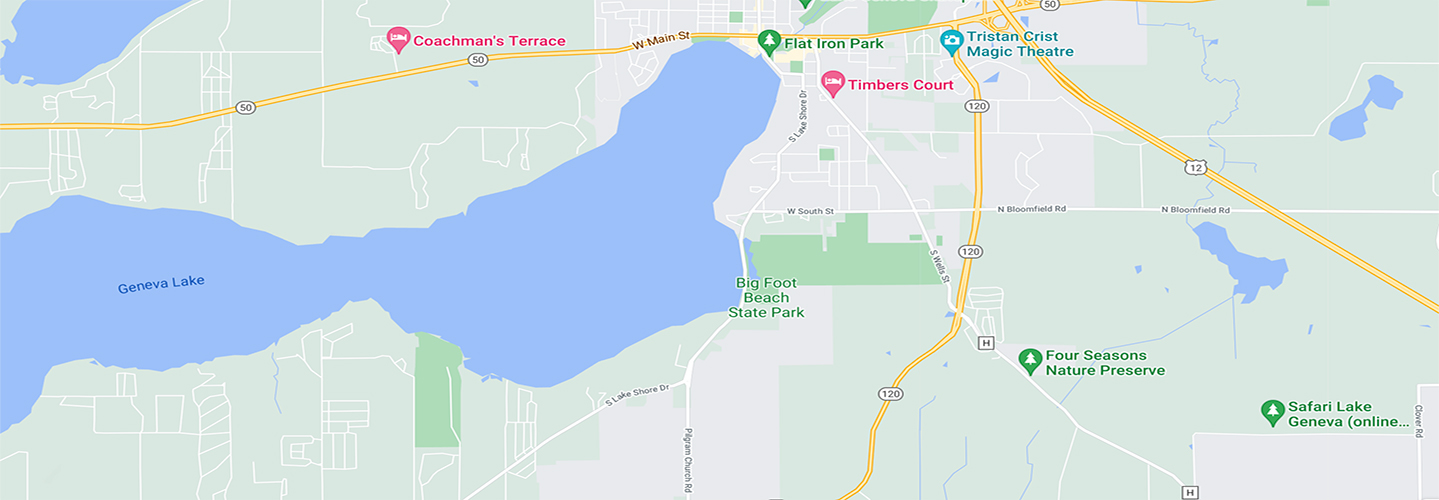 50
Coachman's Terrace
W Main St
Flat Iron Park
Tristan Crist
Magic Theatre
50
Timbers Court
50
120
S Lake Shore Dr
12
W South St
N Bloomfield Rd
N Bloomfield Rd
120
S Wells St
Geneva Lake
Big Foot
Beach
State Park
H
Four Seasons
Nature Preserve
120
S Lake Shore Dr
Safari Lake
Geneva (online...
Clover Rd
Pilgram Church Rd
H